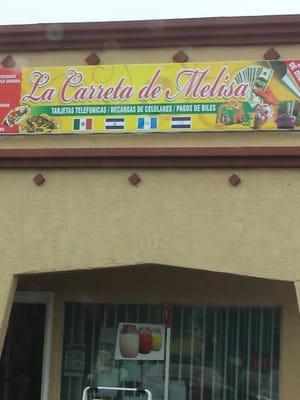 La Carreta de Melisa
TARJETAS TELEFONICAS / RECARGAS DE CELULARES / PAGOS DE BILES